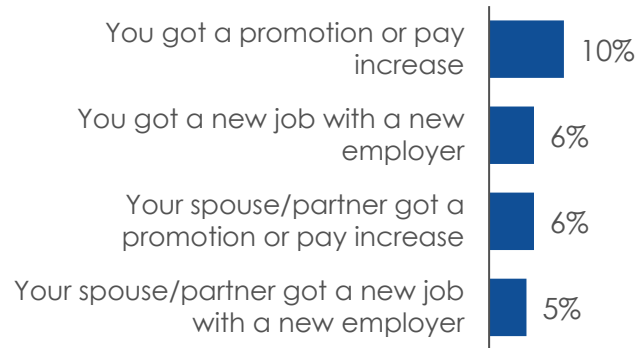 You got a promotion or pay
increase
10%
You got a new job with a new
employer
6%
Your spouse/partner got a
promotion or pay increase
6%
Your spouse/partner got a new job
with a new employer
5%